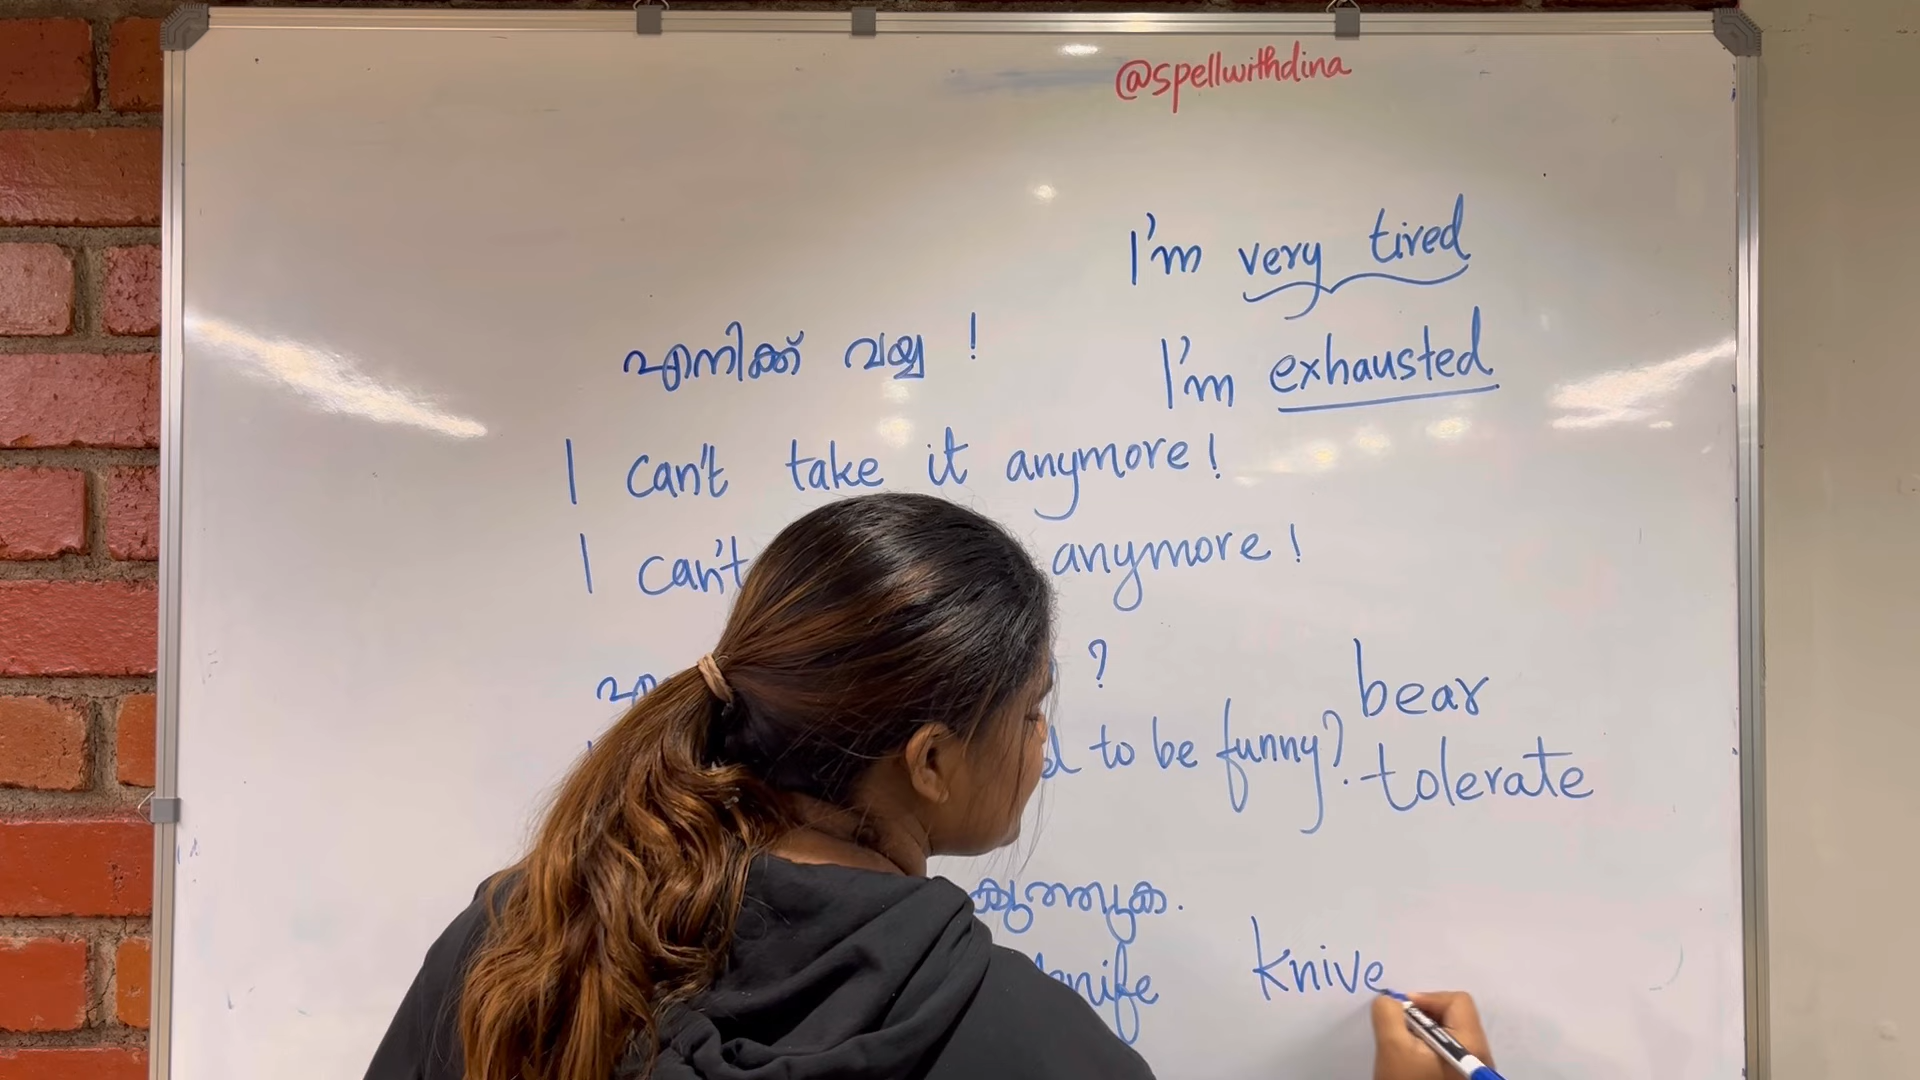 @spellwithdina
I'm very tired
I'm exhausted
എനിക്ക് വയ്യ !
I can't take it anymore!
I can't anymore!
?
to be funny?
bear
tolerate
കുത്തുക.
knife
knive